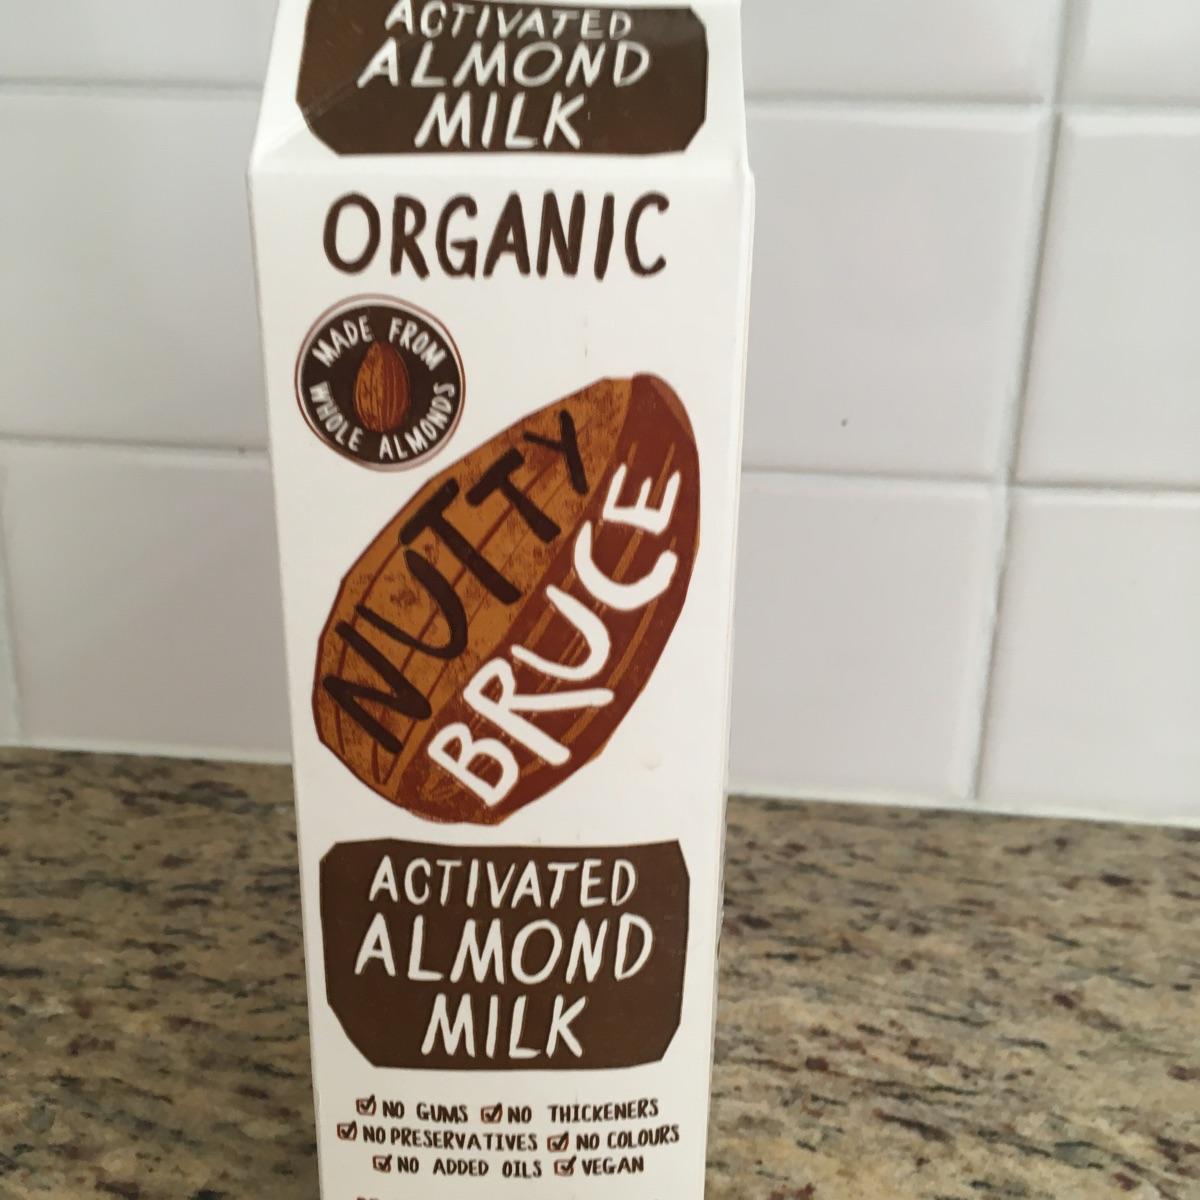 ACTIVATED
ALMOND
MILK
ORGANIC
MADE FROM
WHOLE ALMONDS
NUTTY
BRUCE
ACTIVATED
ALMOND
MILK
NO GUMS NO THICKENERS
NO PRESERVATIVES NO COLOURS
NO ADDED OILS VEGAN